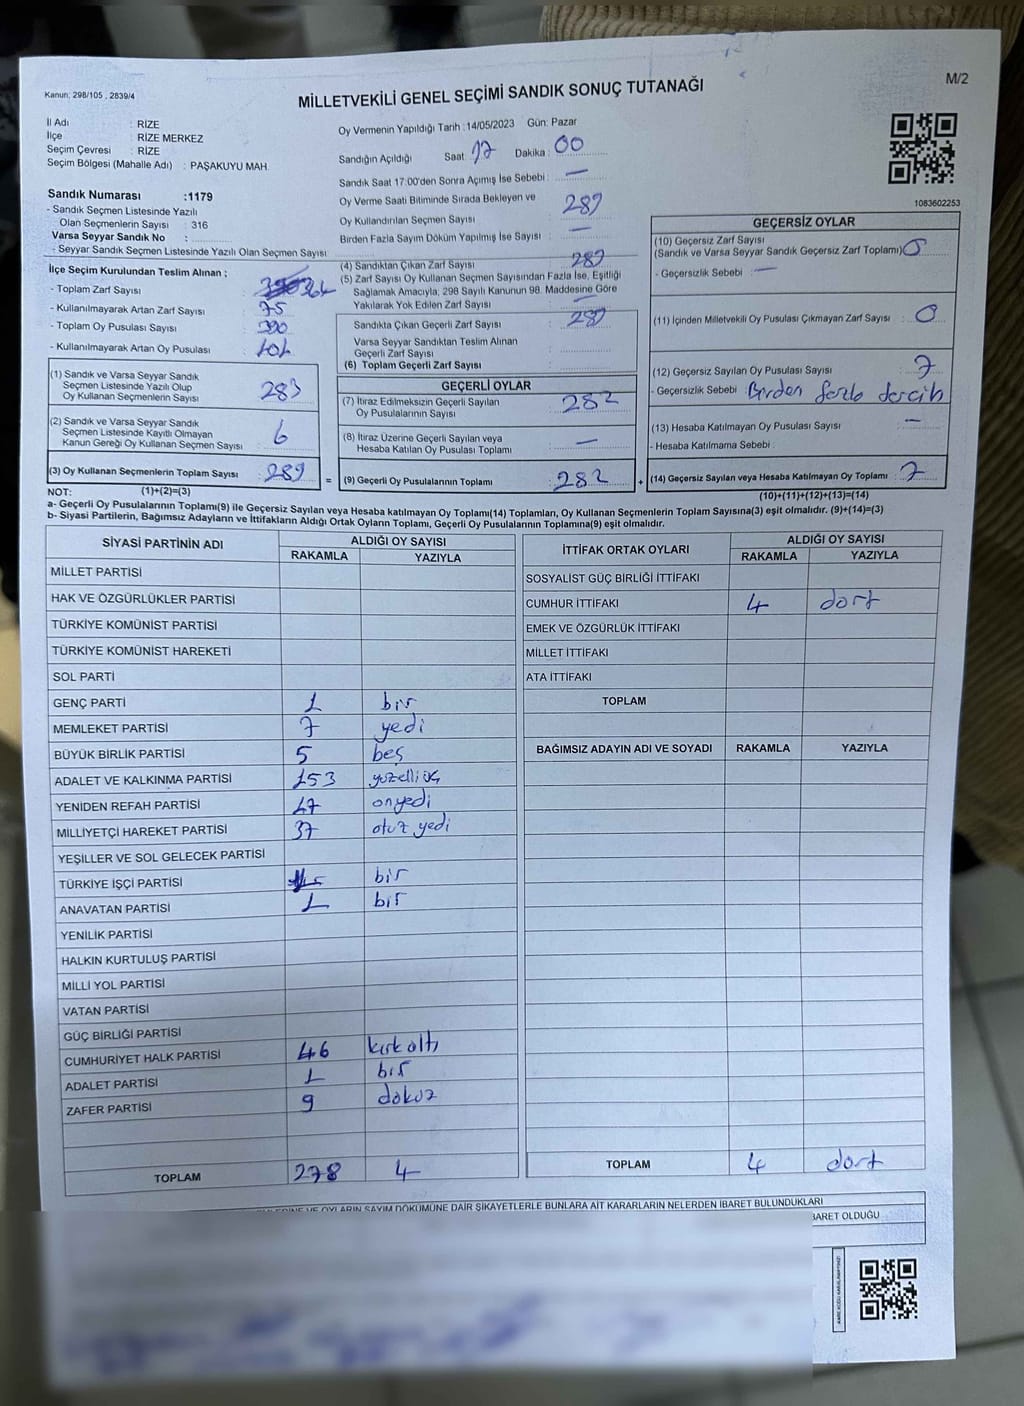 Kanun: 298/105 , 2839/4
M/2
MİLLETVEKİLİ GENEL SEÇİMİ SANDIK SONUÇ TUTANAĞI
İl Adı : RİZE
İlçe : RİZE MERKEZ
Seçim Çevresi : RİZE
Seçim Bölgesi (Mahalle Adı) : PAŞAKUYU MAH.
Sandık Numarası :1179
- Sandık Seçmen Listesinde Yazılı
Olan Seçmenlerin Sayısı : 316
Varsa Seyyar Sandık No :
- Seyyar Sandık Seçmen Listesinde Yazılı Olan Seçmen Sayısı
Oy Vermenin Yapıldığı Tarih :14/05/2023 Gün: Pazar
Sandığın Açıldığı Saat 17 Dakika : 00
Sandık Saat 17:00'den Sonra Açımış İse Sebebi : —
Oy Verme Saati Bitiminde Sırada Bekleyen ve
Oy Kullandırılan Seçmen Sayısı : 289
Birden Fazla Sayım Döküm Yapılmış İse Sayısı : —
1083602253
İlçe Seçim Kurulundan Teslim Alınan ;
- Toplam Zarf Sayısı : 364
- Kullanılmayarak Artan Zarf Sayısı : 75
- Toplam Oy Pusulası Sayısı : 390
- Kullanılmayarak Artan Oy Pusulası : 101
(1) Sandık ve Varsa Seyyar Sandık
Seçmen Listesinde Yazılı Olup
Oy Kullanan Seçmenlerin Sayısı : 283
(2) Sandık ve Varsa Seyyar Sandık
Seçmen Listesinde Kayıtlı Olmayan
Kanun Gereği Oy Kullanan Seçmen Sayısı : 6
(3) Oy Kullanan Seçmenlerin Toplam Sayısı : 289
(1)+(2)=(3)
(4) Sandıktan Çıkan Zarf Sayısı : 289
(5) Zarf Sayısı Oy Kullanan Seçmen Sayısından Fazla İse, Eşitliği
Sağlamak Amacıyla, 298 Sayılı Kanunun 98. Maddesine Göre
Yakılarak Yok Edilen Zarf Sayısı : —
Sandıkta Çıkan Geçerli Zarf Sayısı : 289
Varsa Seyyar Sandıktan Teslim Alınan
Geçerli Zarf Sayısı :
(6) Toplam Geçerli Zarf Sayısı :
GEÇERLİ OYLAR
(7) İtiraz Edilmeksizin Geçerli Sayılan
Oy Pusulalarının Sayısı : 282
(8) İtiraz Üzerine Geçerli Sayılan veya
Hesaba Katılan Oy Pusulası Toplamı : —
= (9) Geçerli Oy Pusulalarının Toplamı : 282
GEÇERSİZ OYLAR
(10) Geçersiz Zarf Sayısı
(Sandık ve Varsa Seyyar Sandık Geçersiz Zarf Toplamı) : 0
- Geçersizlik Sebebi : —
(11) İçinden Milletvekili Oy Pusulası Çıkmayan Zarf Sayısı : 0
(12) Geçersiz Sayılan Oy Pusulası Sayısı : 7
- Geçersizlik Sebebi : Birden fazla tercih
(13) Hesaba Katılmayan Oy Pusulası Sayısı : —
- Hesaba Katılmama Sebebi :
+ (14) Geçersiz Sayılan veya Hesaba Katılmayan Oy Toplamı : 7
(10)+(11)+(12)+(13)=(14)
NOT:
a- Geçerli Oy Pusulalarının Toplamı(9) ile Geçersiz Sayılan veya Hesaba katılmayan Oy Toplamı(14) Toplamları, Oy Kullanan Seçmenlerin Toplam Sayısına(3) eşit olmalıdır. (9)+(14)=(3)
b- Siyasi Partilerin, Bağımsız Adayların ve İttifakların Aldığı Ortak Oyların Toplamı, Geçerli Oy Pusulalarının Toplamına(9) eşit olmalıdır.
SİYASİ PARTİNİN ADI ALDIĞI OY SAYISI
RAKAMLA YAZIYLA
MİLLET PARTİSİ
HAK VE ÖZGÜRLÜKLER PARTİSİ
TÜRKİYE KOMÜNİST PARTİSİ
TÜRKİYE KOMÜNİST HAREKETİ
SOL PARTİ
GENÇ PARTİ 1 bir
MEMLEKET PARTİSİ 7 yedi
BÜYÜK BİRLİK PARTİSİ 5 beş
ADALET VE KALKINMA PARTİSİ 153 yüzelli üç
YENİDEN REFAH PARTİSİ 17 onyedi
MİLLİYETÇİ HAREKET PARTİSİ 37 otuz yedi
YEŞİLLER VE SOL GELECEK PARTİSİ
TÜRKİYE İŞÇİ PARTİSİ bir
ANAVATAN PARTİSİ 1 bir
YENİLİK PARTİSİ
HALKIN KURTULUŞ PARTİSİ
MİLLİ YOL PARTİSİ
VATAN PARTİSİ
GÜÇ BİRLİĞİ PARTİSİ
CUMHURİYET HALK PARTİSİ 46 kırkaltı
ADALET PARTİSİ 1 bir
ZAFER PARTİSİ 9 dokuz
TOPLAM 278 4
İTTİFAK ORTAK OYLARI ALDIĞI OY SAYISI
RAKAMLA YAZIYLA
SOSYALİST GÜÇ BİRLİĞİ İTTİFAKI
CUMHUR İTTİFAKI 4 dort
EMEK VE ÖZGÜRLÜK İTTİFAKI
MİLLET İTTİFAKI
ATA İTTİFAKI
TOPLAM
BAĞIMSIZ ADAYIN ADI VE SOYADI RAKAMLA YAZIYLA
TOPLAM 4 dort
VE OYLARIN SAYIM DÖKÜMÜNE DAİR ŞİKAYETLERLE BUNLARA AİT KARARLARIN NELERDEN İBARET BULUNDUKLARI
BARET OLDUĞU